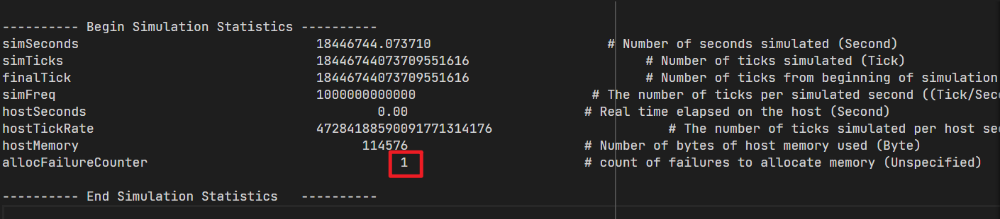 ---------- Begin Simulation Statistics ----------
simSeconds 18446744.073710 # Number of seconds simulated (Second)
simTicks 18446744073709551616 # Number of ticks simulated (Tick)
finalTick 18446744073709551616 # Number of ticks from beginning of simulation
simFreq 1000000000000 # The number of ticks per simulated second ((Tick/Seco
hostSeconds 0.00 # Real time elapsed on the host (Second)
hostTickRate 47284188590091771314176 # The number of ticks simulated per host sec
hostMemory 114576 # Number of bytes of host memory used (Byte)
allocFailureCounter 1 # count of failures to allocate memory (Unspecified)
---------- End Simulation Statistics ----------